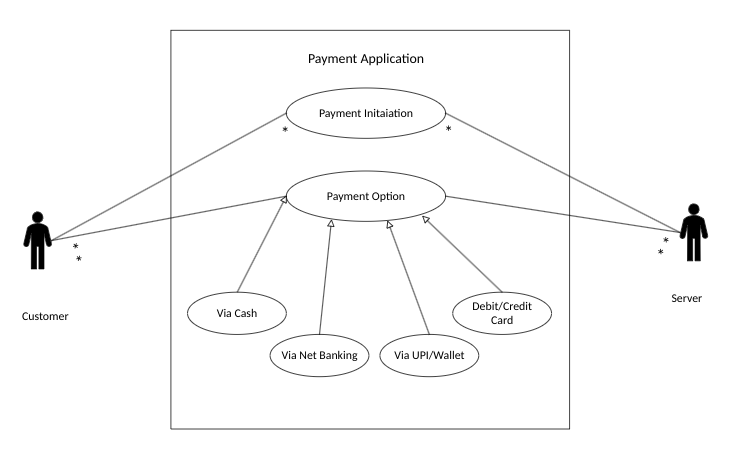 Payment Application
Payment Initaiation
*
*
Payment Option
*
*
*
*
Customer
Server
Via Cash
Debit/Credit
Card
Via Net Banking
Via UPI/Wallet